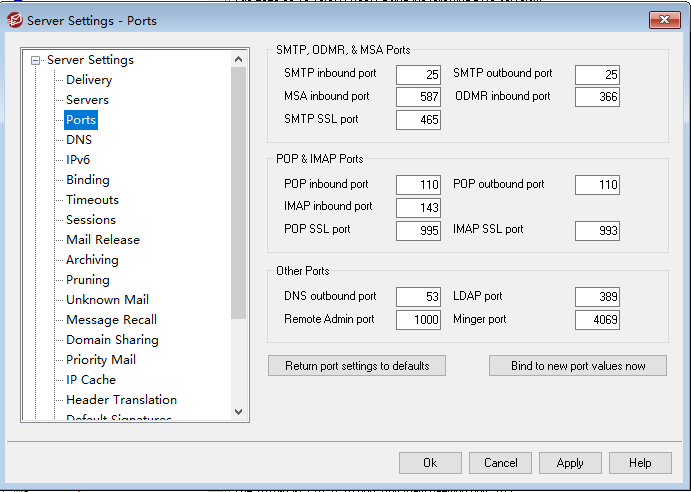 Server Settings - Ports
Server Settings
Delivery
Servers
Ports
DNS
IPv6
Binding
Timeouts
Sessions
Mail Release
Archiving
Pruning
Unknown Mail
Message Recall
Domain Sharing
Priority Mail
IP Cache
Header Translation
Default Signatures
SMTP, ODMR, & MSA Ports
SMTP inbound port 25 SMTP outbound port 25
MSA inbound port 587 ODMR inbound port 366
SMTP SSL port 465
POP & IMAP Ports
POP inbound port 110 POP outbound port 110
IMAP inbound port 143
POP SSL port 995 IMAP SSL port 993
Other Ports
DNS outbound port 53 LDAP port 389
Remote Admin port 1000 Minger port 4069
Return port settings to defaults Bind to new port values now
Ok Cancel Apply Help